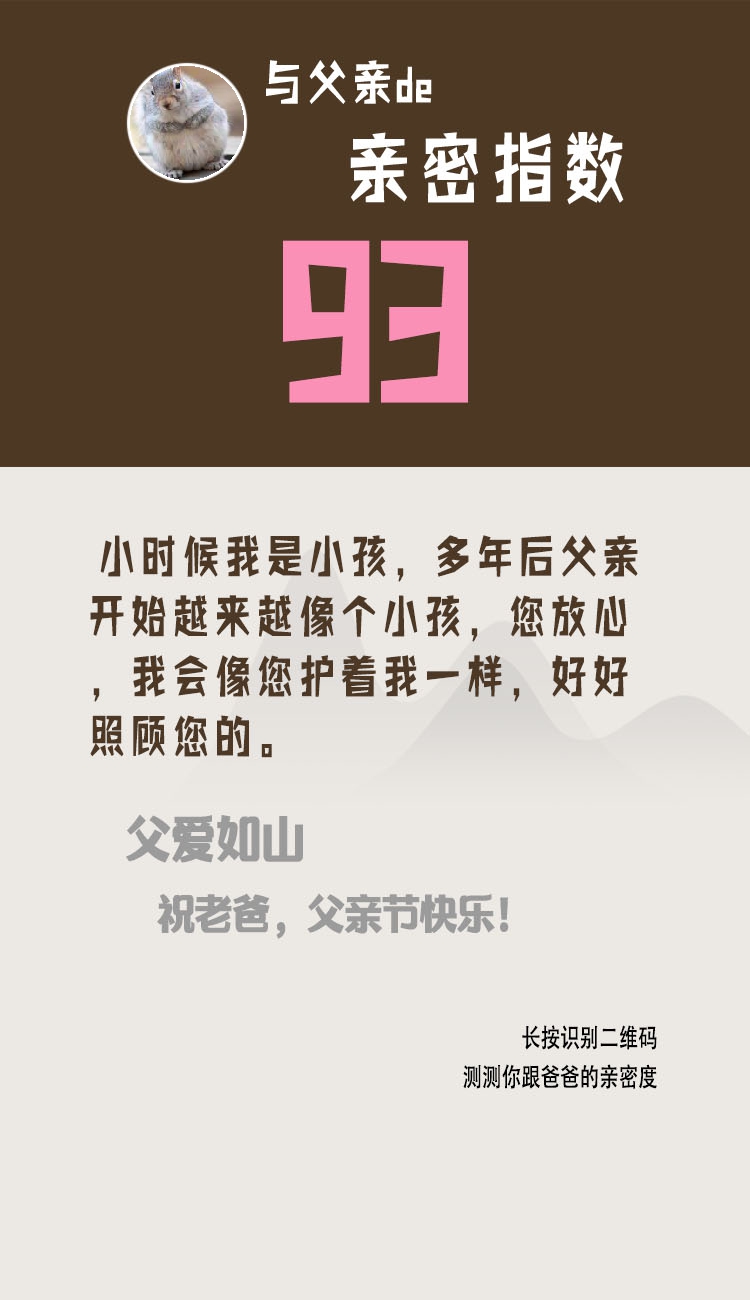 与父亲de
亲密指数
93
小时候我是小孩，多年后父亲
开始越来越像个小孩，您放心
，我会像您护着我一样，好好
照顾您的。
父爱如山
祝老爸，父亲节快乐！
长按识别二维码
测测你跟爸爸的亲密度